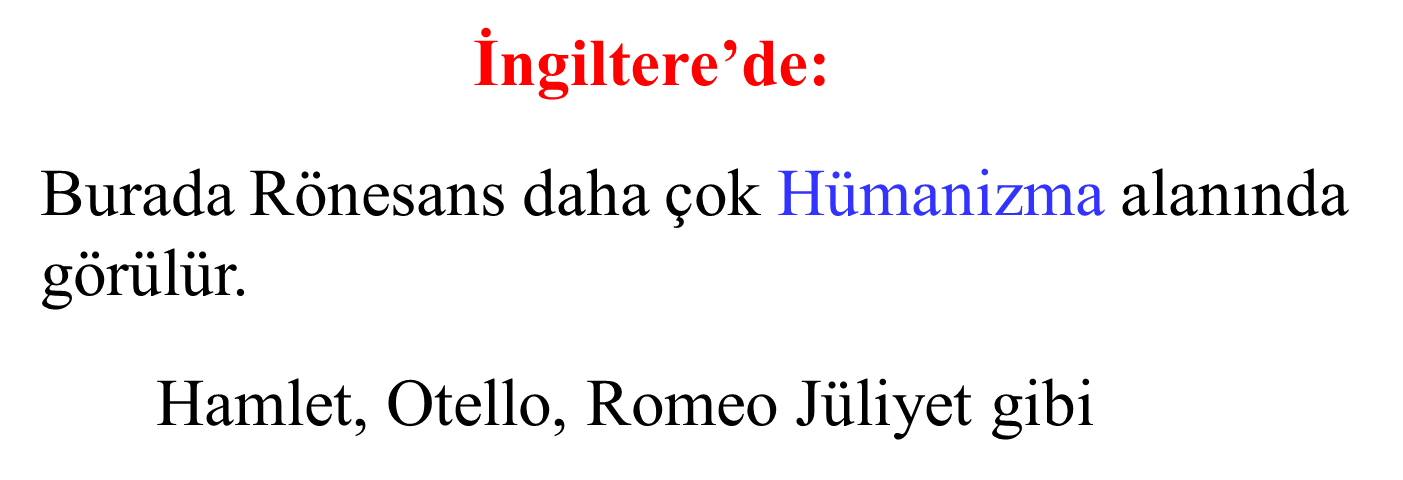 İngiltere’de:
Burada Rönesans daha çok Hümanizma alanında
görülür.
Hamlet, Otello, Romeo Jüliyet gibi